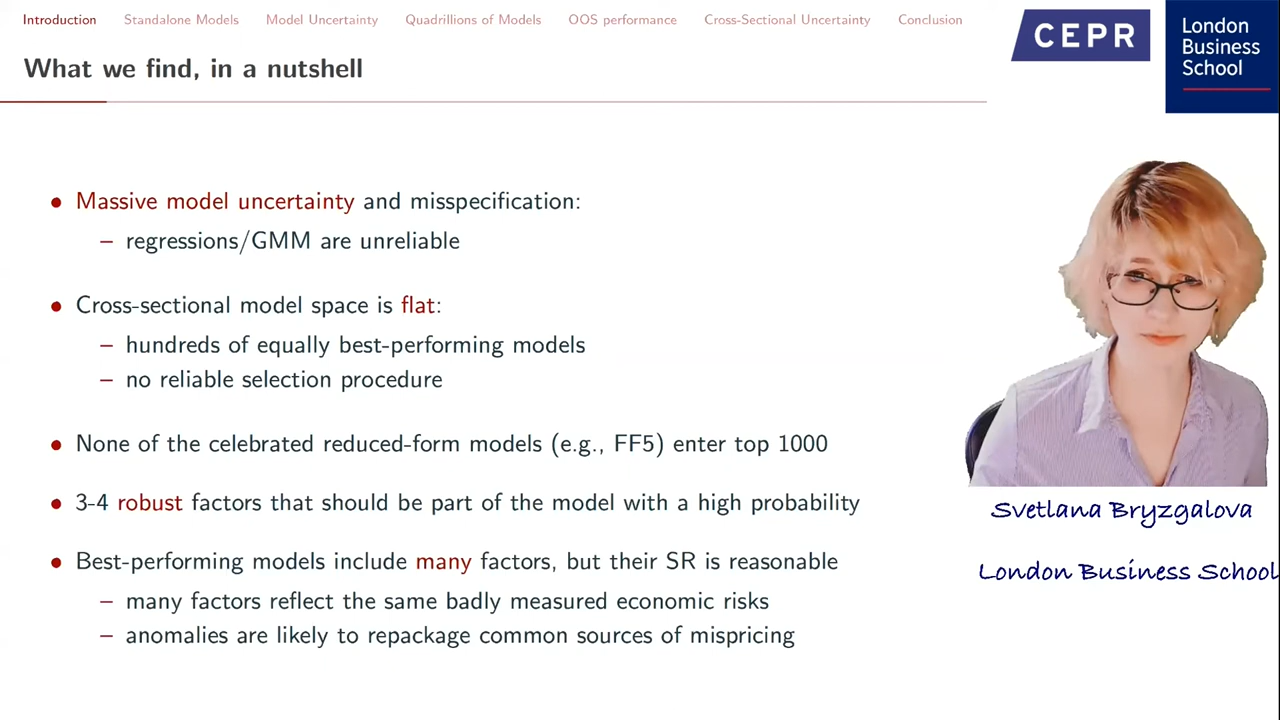 Introduction Standalone Models Model Uncertainty Quadrillions of Models OOS performance Cross-Sectional Uncertainty Conclusion
What we find, in a nutshell
CEPR
London
Business
School
• Massive model uncertainty and misspecification:
– regressions/GMM are unreliable
• Cross-sectional model space is flat:
– hundreds of equally best-performing models
– no reliable selection procedure
• None of the celebrated reduced-form models (e.g., FF5) enter top 1000
• 3-4 robust factors that should be part of the model with a high probability
• Best-performing models include many factors, but their SR is reasonable
– many factors reflect the same badly measured economic risks
– anomalies are likely to repackage common sources of mispricing
Svetlana Bryzgalova
London Business School